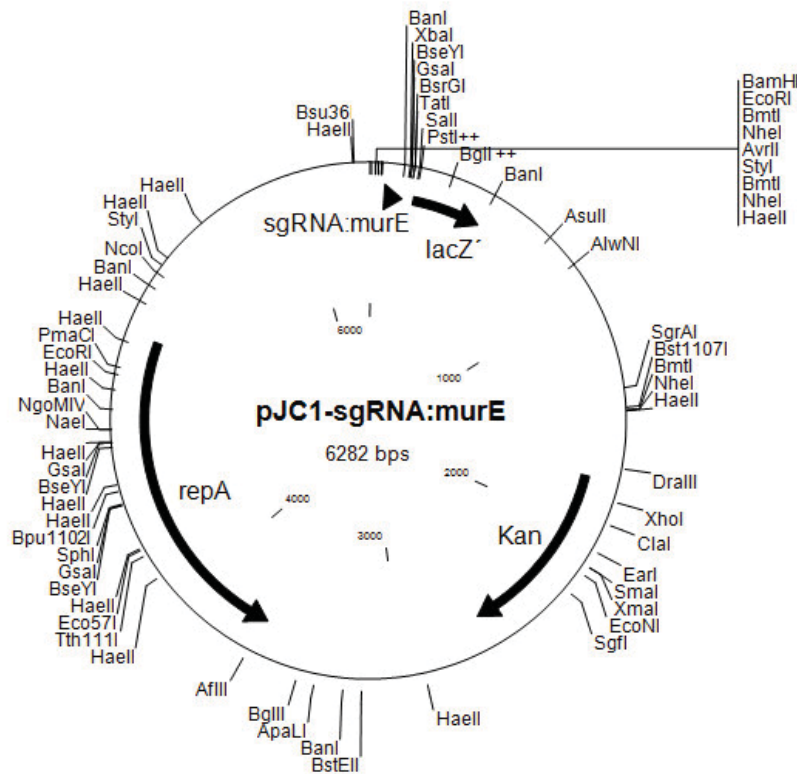 BanI
XbaI
BseYI
GsaI
BsrGI
TatI
SalI
PstI++
BglI ++
BanI
Bsu36
HaeII
BamHI
EcoRI
BmtI
NheI
AvrII
StyI
BmtI
NheI
HaeII
AsuII
AlwNI
SgrAI
Bst1107I
BmtI
NheI
HaeII
DraIII
XhoI
ClaI
EarI
SmaI
XmaI
EcoNI
SgfI
HaeII
BstEII
BanI
ApaLI
BglII
AflII
HaeII
Tth111I
Eco57I
HaeII
BseYI
GsaI
SphI
Bpu1102I
HaeII
HaeII
BseYI
GsaI
HaeII
NaeI
NgoMIV
BanI
HaeII
EcoRI
PmaCI
HaeII
HaeII
BanI
NcoI
StyI
HaeII
HaeII
sgRNA:murE
lacZ´
Kan
repA
6000
1000
2000
3000
4000
pJC1-sgRNA:murE
6282 bps